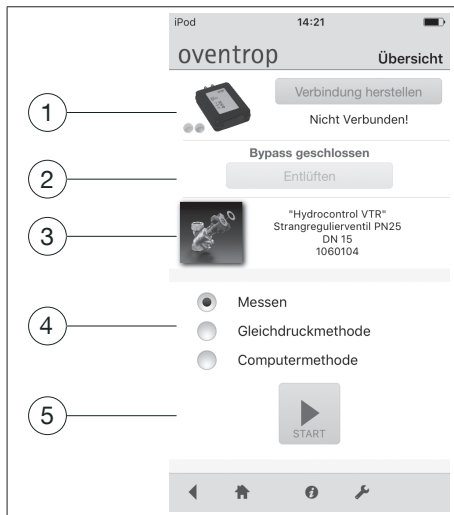 iPod 14:21
oventrop Übersicht
1
Verbindung herstellen
Nicht Verbunden!
Bypass geschlossen
2
Entlüften
3
"Hydrocontrol VTR"
Strangregulierventil PN25
DN 15
1060104
4
Messen
Gleichdruckmethode
Computermethode
5
START